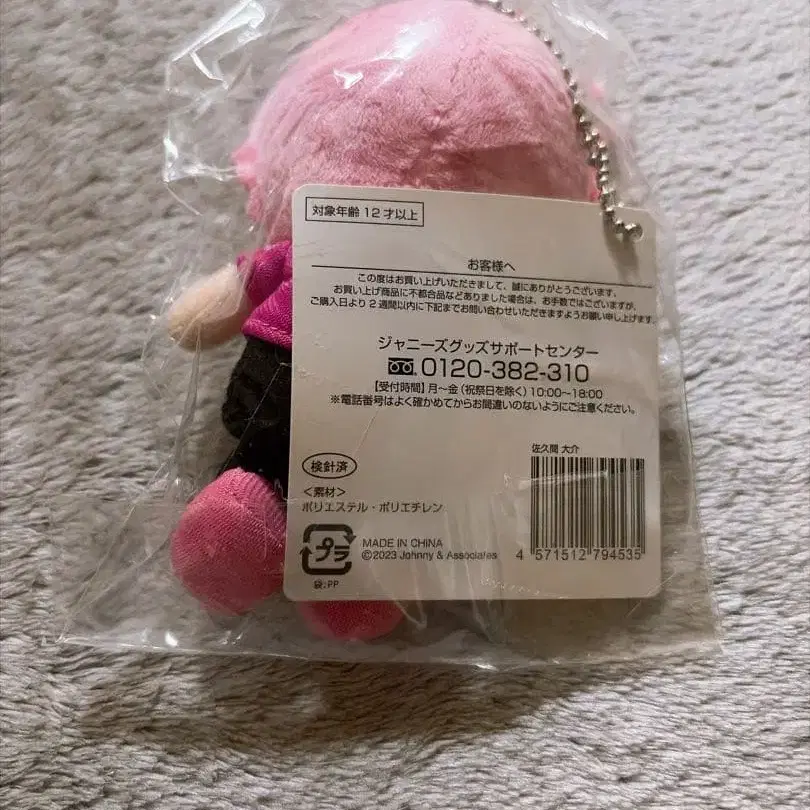 対象年齢12才以上
お客様へ
この度はお買い上げいただきまして、誠にありがとうございます。
お買い上げ商品に不都合品などありました場合は、お手数ではございますが、
ご購入日より2週間以内に下記までお問い合わせいただきますようお願い申し上げます。
ジャニーズグッズサポートセンター
0120-382-310
【受付時間】月~金(祝祭日を除く)10:00~18:00
※電話番号はよく確かめてからお間違いのないようにご注意ください。
検針済
<素材>
ポリエステル・ポリエチレン
プラ
袋:PP
MADE IN CHINA
©2023 Johnny & Associates
佐久間 大介
4 571512 794535